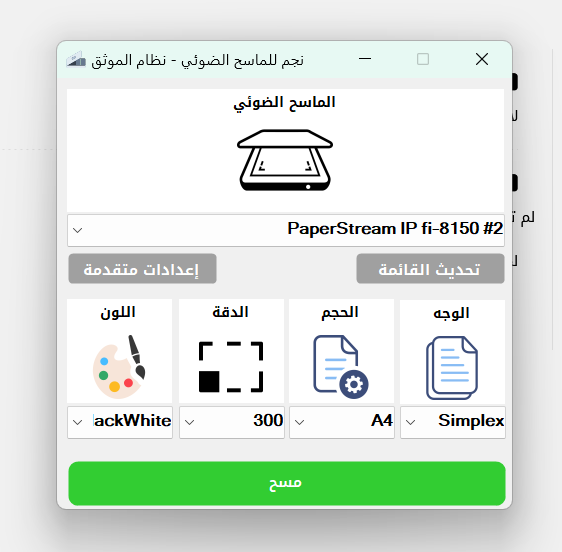 نجم للماسح الضوئي - نظام الموثق
الماسح الضوئي
PaperStream IP fi-8150 #2
تحديث القائمة
إعدادات متقدمة
الوجه
الحجم
الدقة
اللون
Simplex
A4
300
ackWhite
مسح
لم